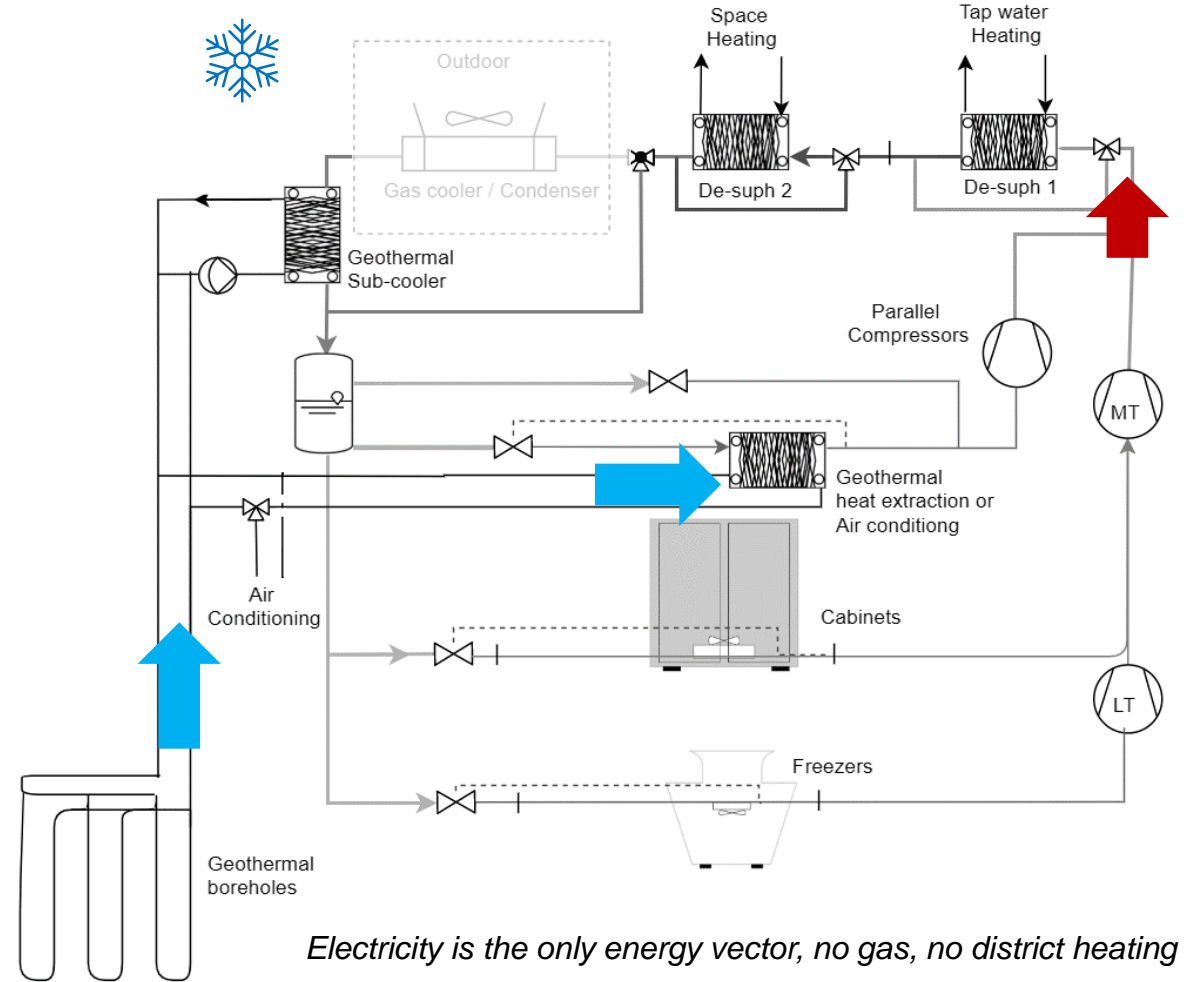 Space
Heating
Tap water
Heating
Outdoor
Gas cooler / Condenser
De-suph 2
De-suph 1
Geothermal
Sub-cooler
Parallel
Compressors
MT
Geothermal
heat extraction or
Air conditiong
Air
Conditioning
Cabinets
LT
Freezers
Geothermal
boreholes
Electricity is the only energy vector, no gas, no district heating